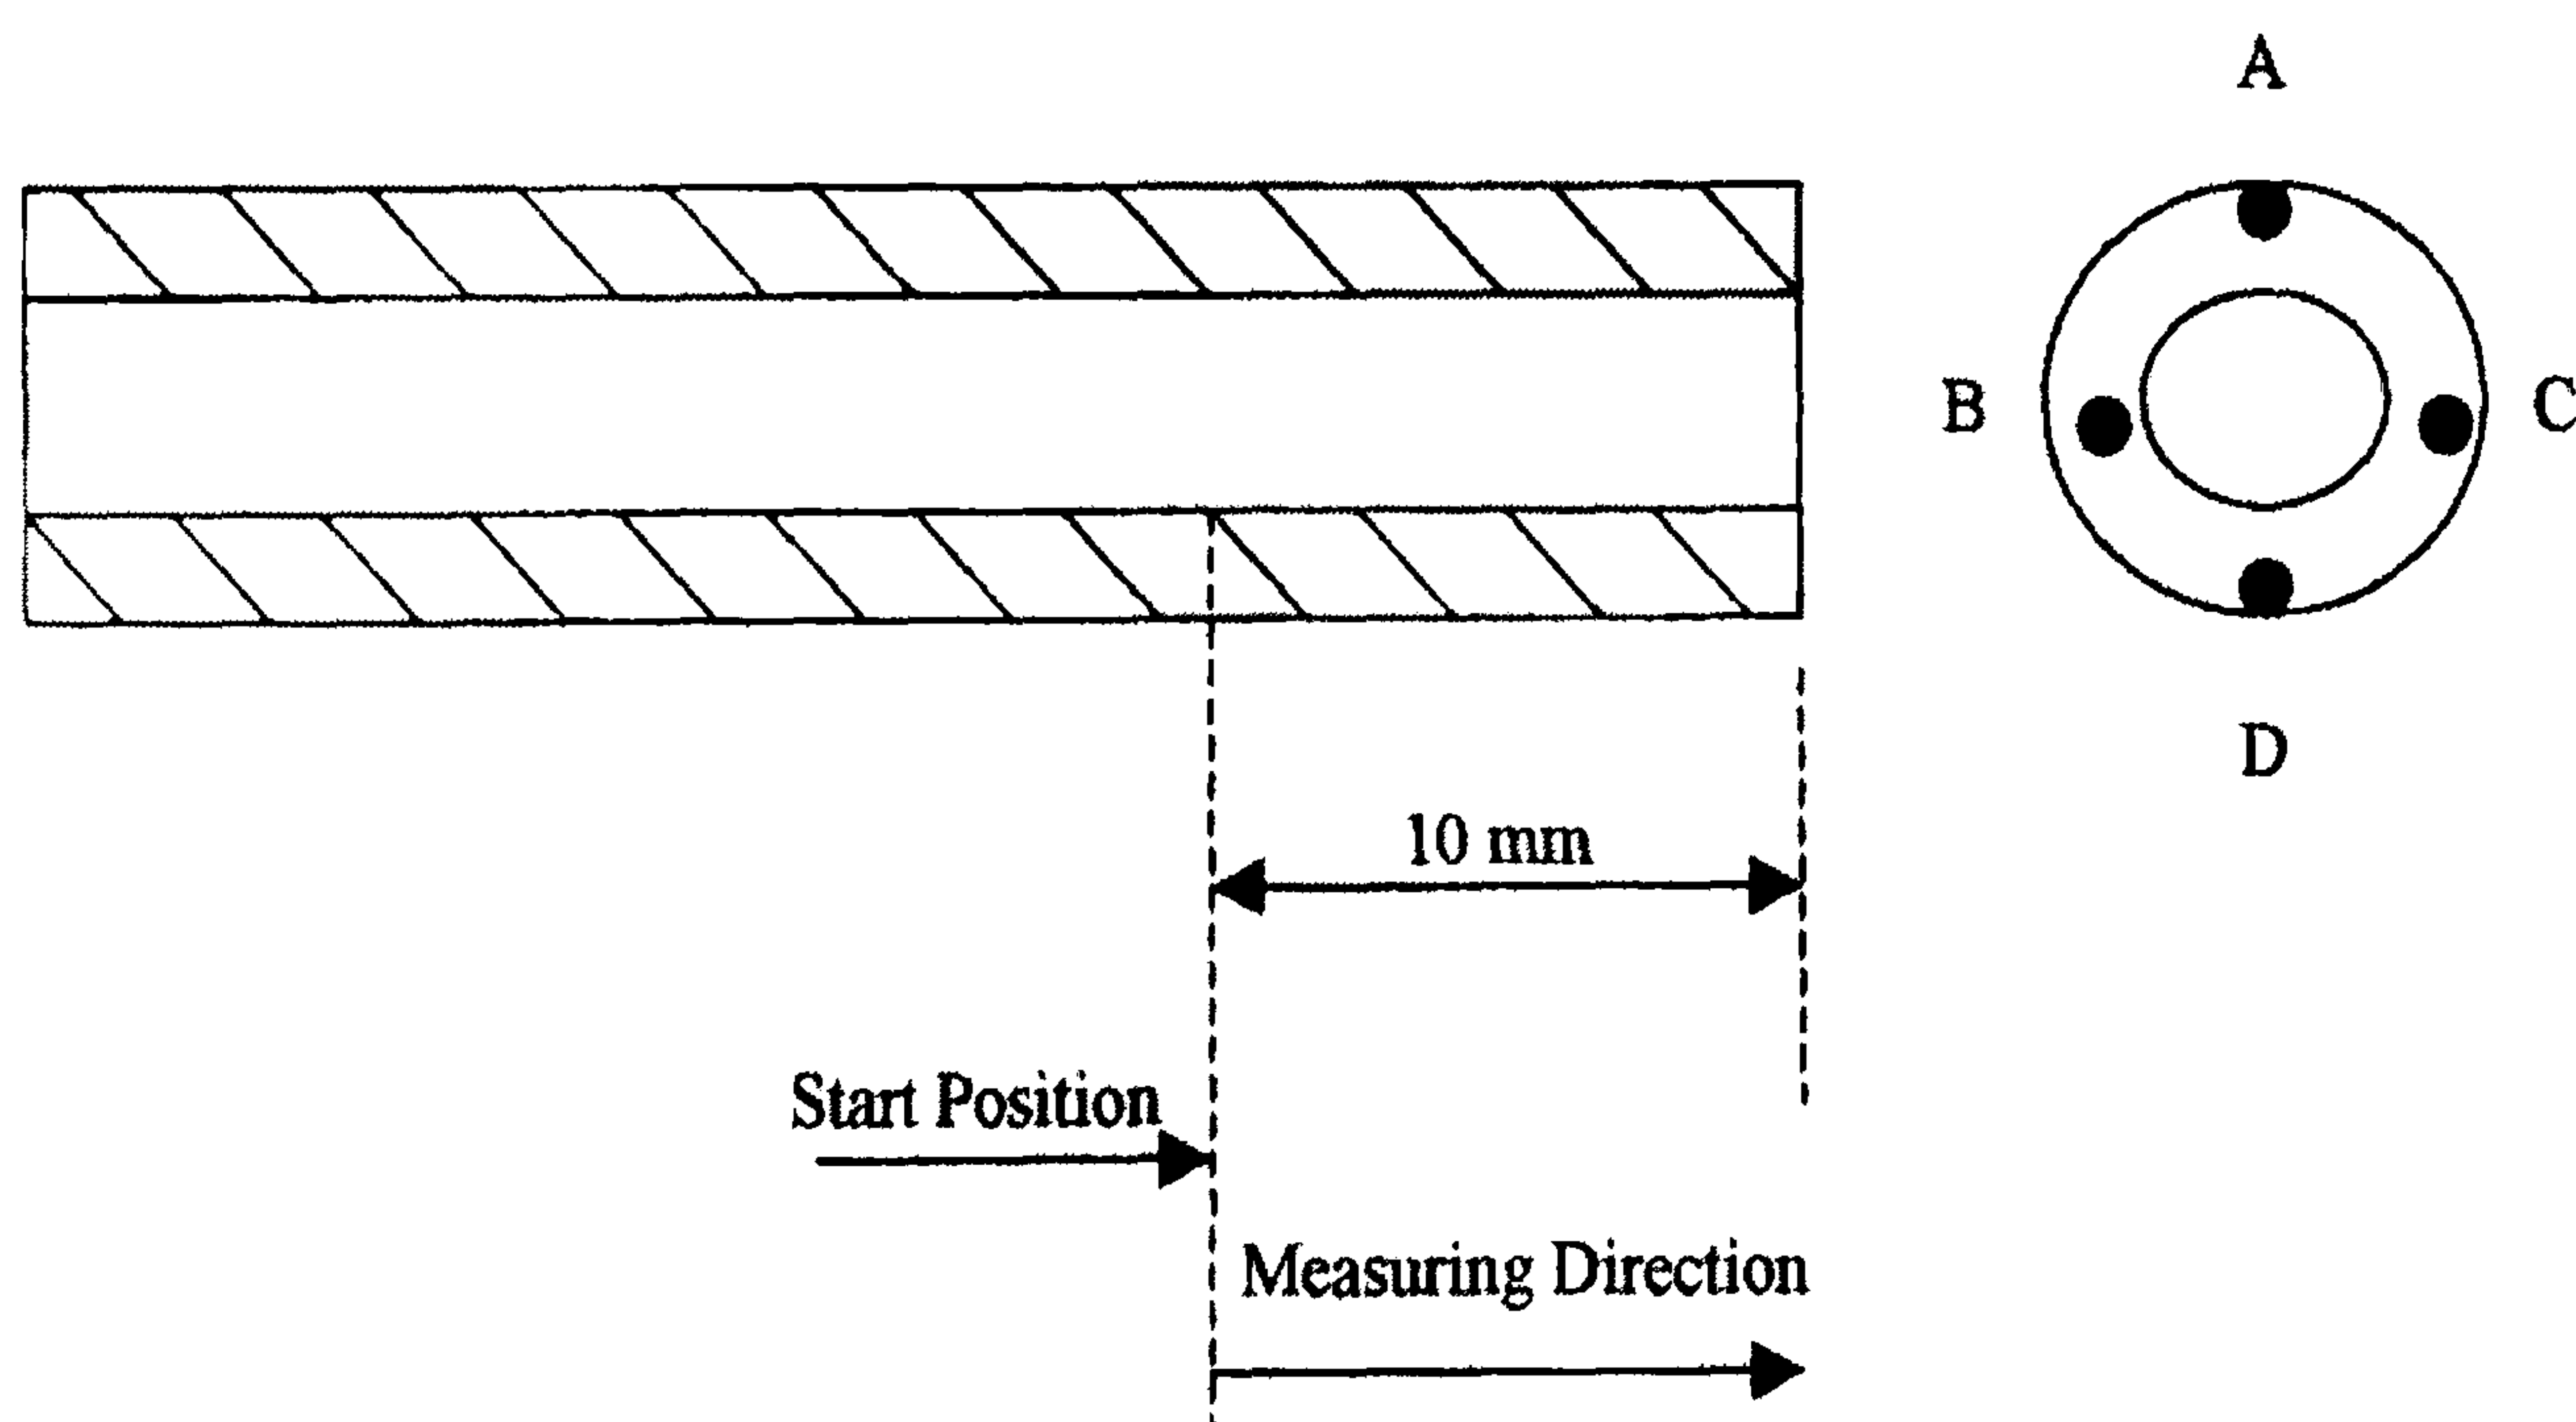 A
B
C
D
10 mm
Start Position
Measuring Direction